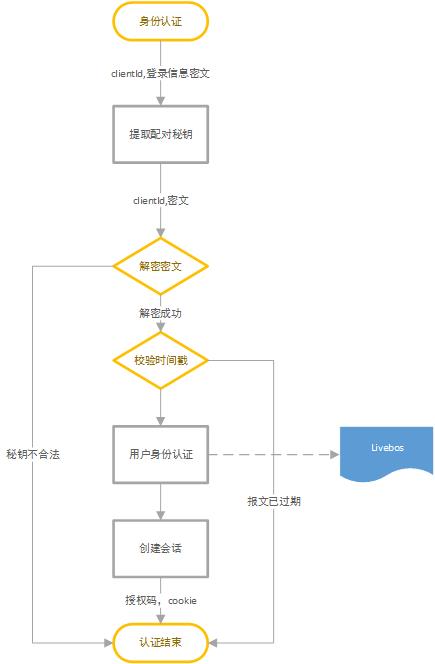 身份认证
clientId,登录信息密文
提取配对秘钥
clientId,密文
解密密文
解密成功
校验时间戳
用户身份认证
Livebos
秘钥不合法
报文已过期
创建会话
授权码，cookie
认证结束